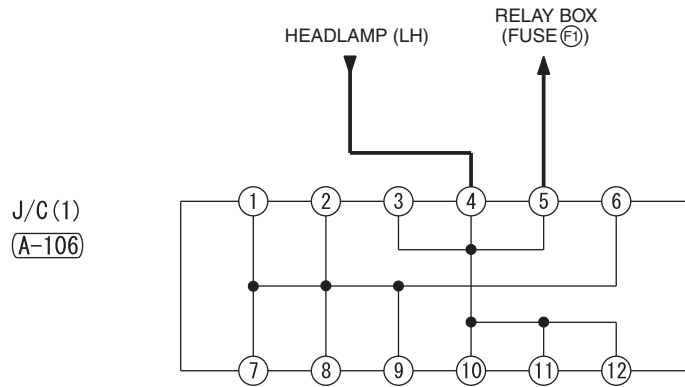 RELAY BOX
HEADLAMP (LH) (FUSE F1)
J/C(1)
1 2 3 4 5 6
A-106
7 8 9 10 11 12